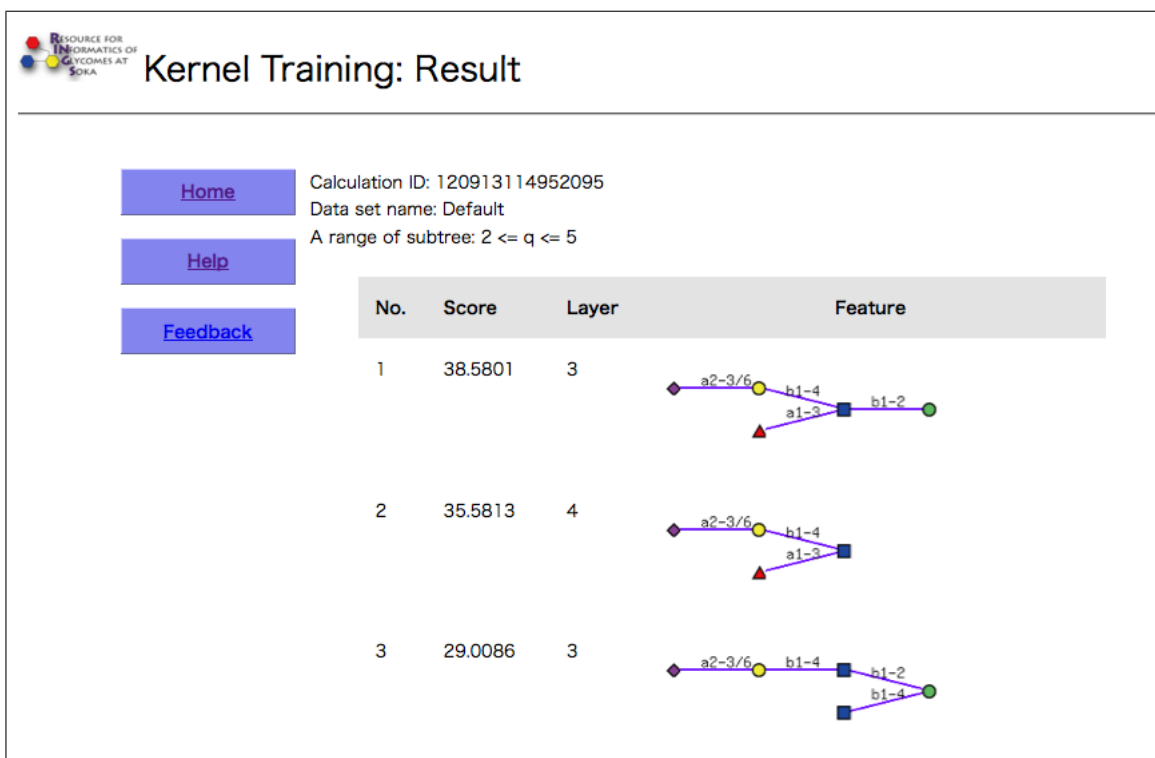 RESOURCE FOR
INFORMATICS OF
GLYCOMES AT
SOKA
Kernel Training: Result
Home
Help
Feedback
Calculation ID: 120913114952095
Data set name: Default
A range of subtree: 2 <= q <= 5
No. Score Layer Feature
1 38.5801 3
a2-3/6 b1-4
a1-3 b1-2
2 35.5813 4
a2-3/6 b1-4
a1-3
3 29.0086 3
a2-3/6 b1-4 b1-2
b1-4